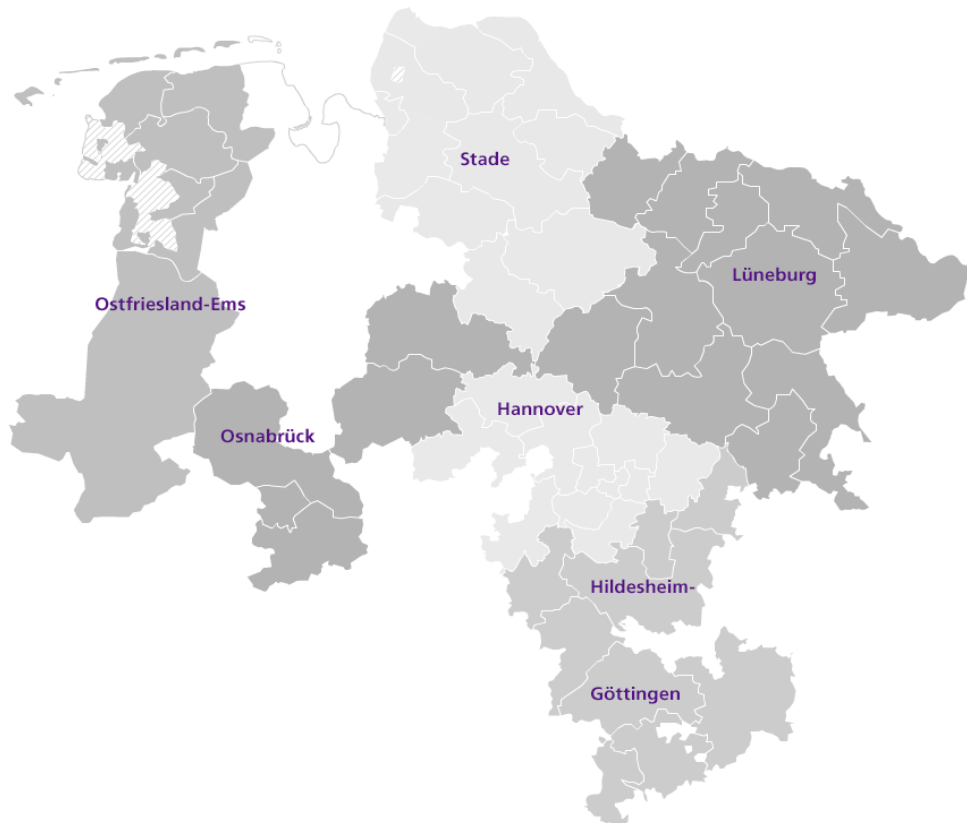 Stade
Lüneburg
Ostfriesland-Ems
Hannover
Osnabrück
Hildesheim-
Göttingen